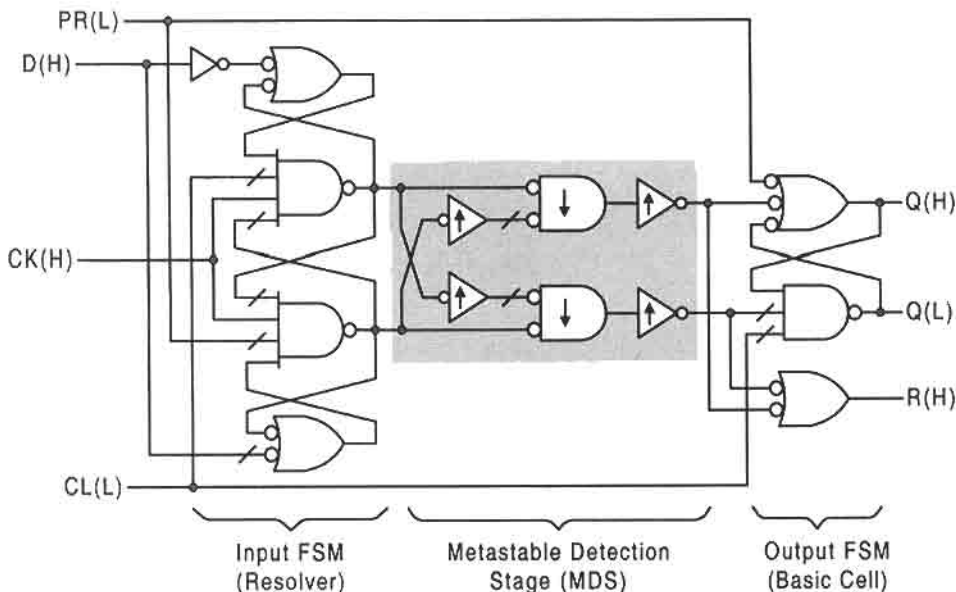 PR(L)
D(H)
CK(H)
CL(L)
Q(H)
Q(L)
R(H)
Input FSM
(Resolver)
Metastable Detection
Stage (MDS)
Output FSM
(Basic Cell)